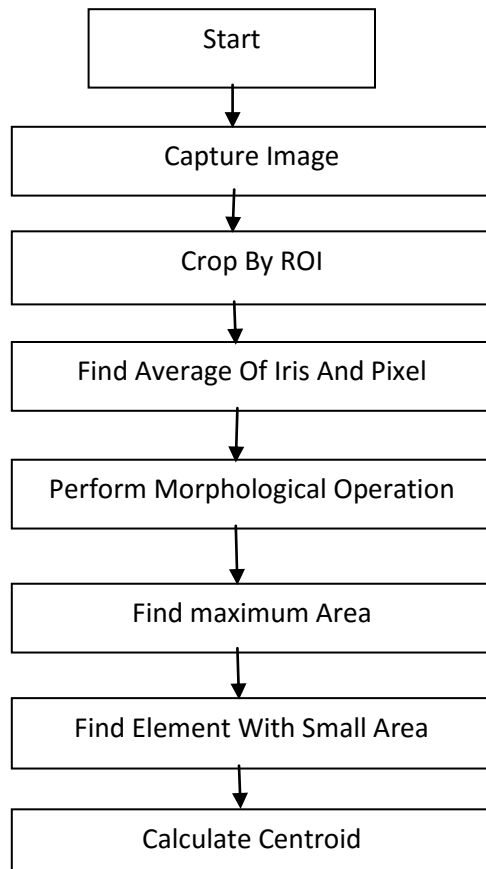 Start
Capture Image
Crop By ROI
Find Average Of Iris And Pixel
Perform Morphological Operation
Find maximum Area
Find Element With Small Area
Calculate Centroid